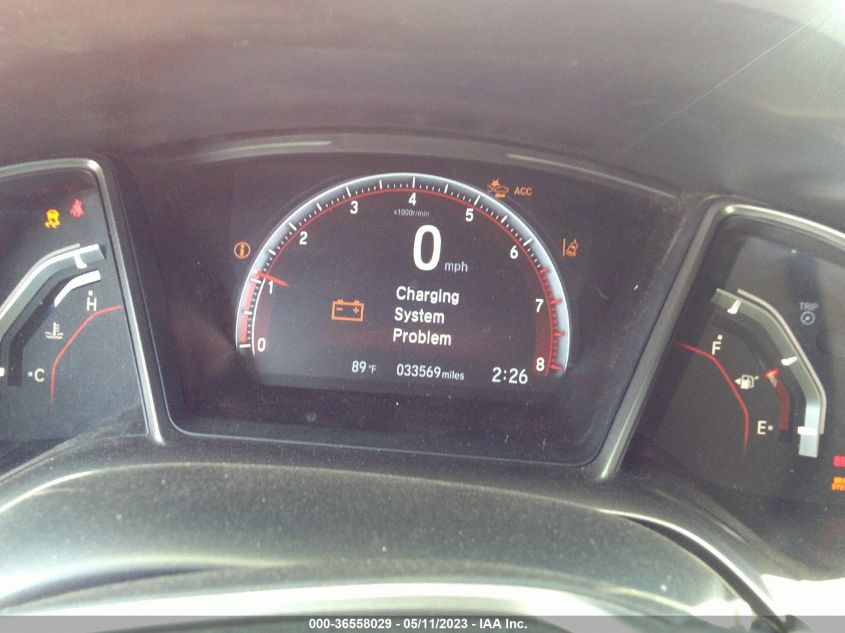 ACC
4
3
5
x1000r/min
2
6
0 mph
1
7
Charging
System
Problem
0
8
89°F
033569 miles
2:26
H
C
TRIP
F
E
000-36558029 - 05/11/2023 - IAA Inc.